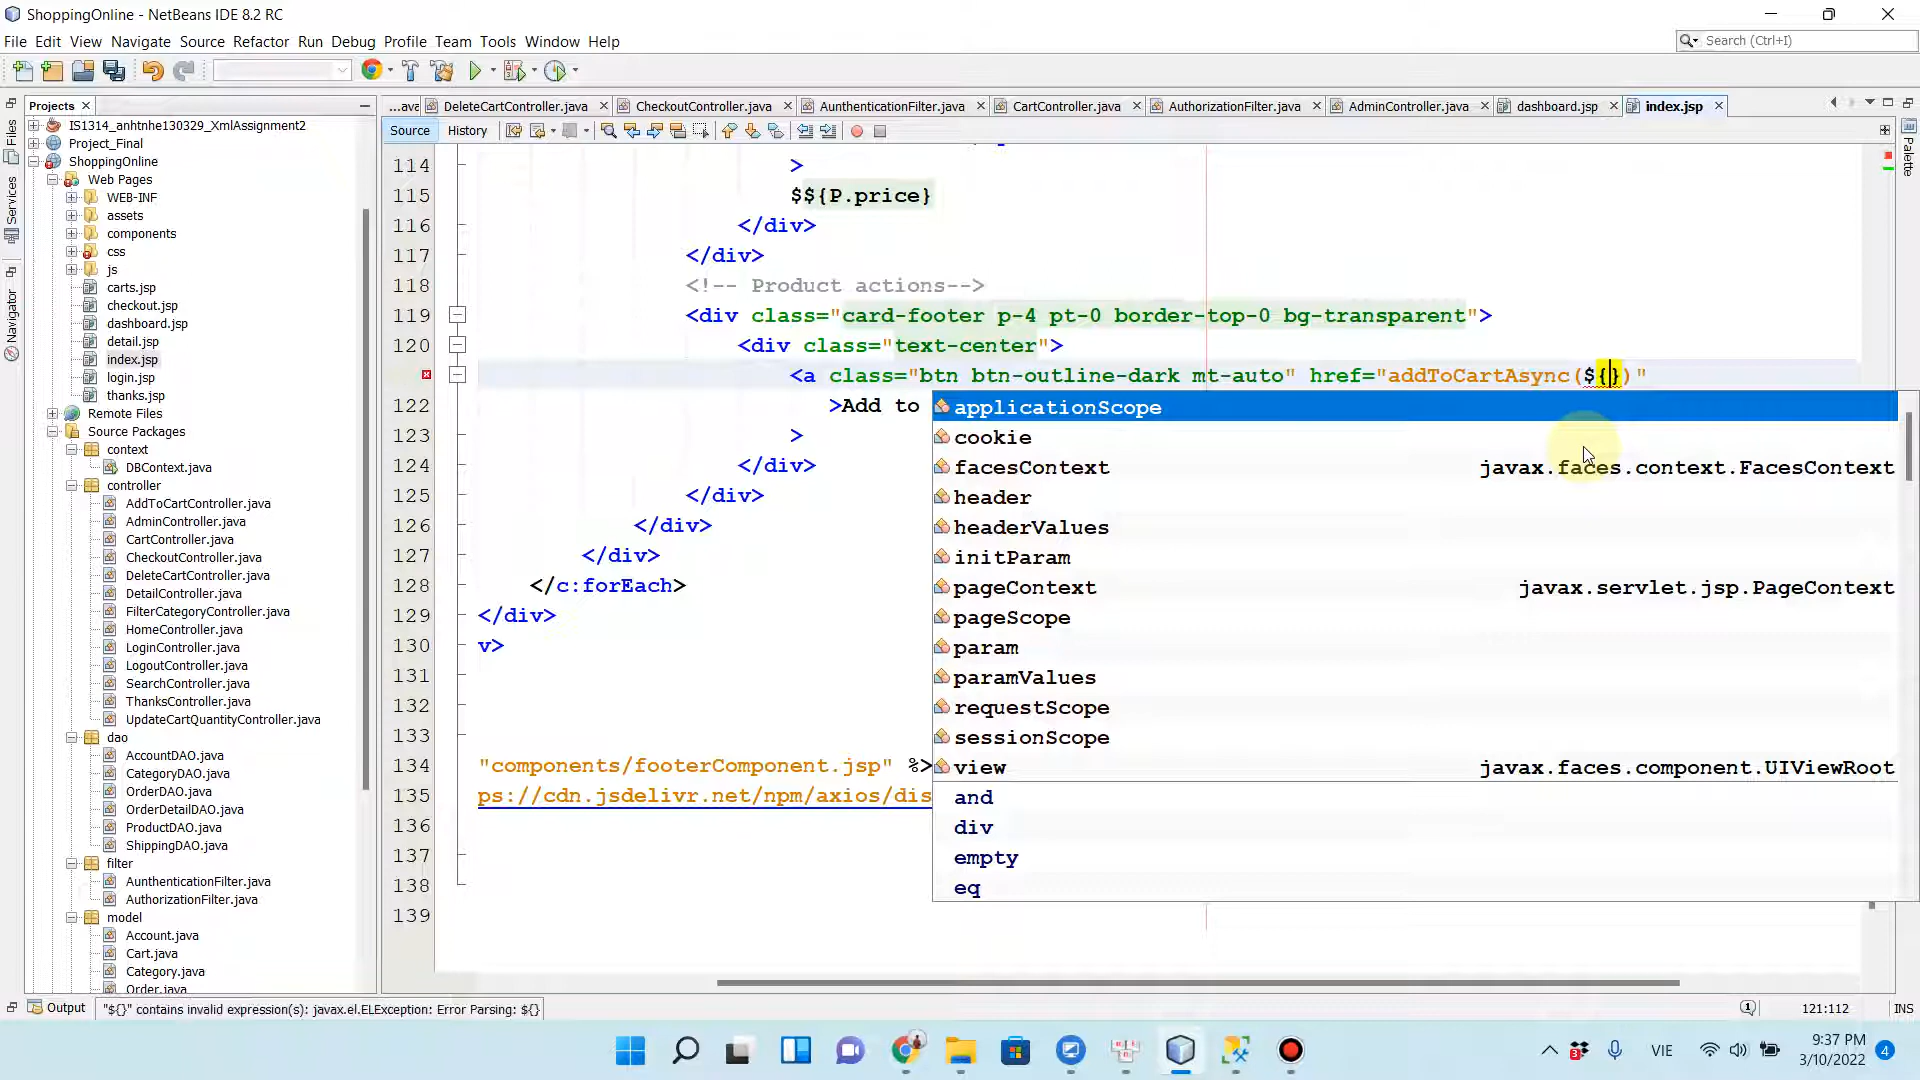 ShoppingOnline - NetBeans IDE 8.2 RC
File Edit View Navigate Source Refactor Run Debug Profile Team Tools Window Help
Search (Ctrl+I)
Projects
...ava DeleteCartController.java CheckoutController.java AunthenticationFilter.java CartController.java AuthorizationFilter.java AdminController.java dashboard.jsp index.jsp
Source History
Files
Services
Navigator
Palette
IS1314_anhtnhe130329_XmlAssignment2
Project_Final
ShoppingOnline
Web Pages
WEB-INF
assets
components
css
js
carts.jsp
checkout.jsp
dashboard.jsp
detail.jsp
index.jsp
login.jsp
thanks.jsp
Remote Files
Source Packages
context
DBContext.java
controller
AddToCartController.java
AdminController.java
CartController.java
CheckoutController.java
DeleteCartController.java
DetailController.java
FilterCategoryController.java
HomeController.java
LoginController.java
LogoutController.java
SearchController.java
ThanksController.java
UpdateCartQuantityController.java
dao
AccountDAO.java
CategoryDAO.java
OrderDAO.java
OrderDetailDAO.java
ProductDAO.java
ShippingDAO.java
filter
AunthenticationFilter.java
AuthorizationFilter.java
model
Account.java
Cart.java
Category.java
Order.java
114 >
115 $${P.price}
116 </div>
117 </div>
118 <!-- Product actions-->
119 <div class="card-footer p-4 pt-0 border-top-0 bg-transparent">
120 <div class="text-center">
<a class="btn btn-outline-dark mt-auto" href="addToCartAsync(${})"
122 >Add to
123 >
124 </div>
125 </div>
126 </div>
127 </div>
128 </c:forEach>
129 </div>
130 v>
131
132
133
134 "components/footerComponent.jsp" %>
135 ps://cdn.jsdelivr.net/npm/axios/dis
136
137
138
139
applicationScope
cookie
facesContext javax.faces.context.FacesContext
header
headerValues
initParam
pageContext javax.servlet.jsp.PageContext
pageScope
param
paramValues
requestScope
sessionScope
view javax.faces.component.UIViewRoot
and
div
empty
eq
Output "${}" contains invalid expression(s): javax.el.ELException: Error Parsing: ${}
1 121:112 INS
3 VIE 9:37 PM
3/10/2022 4